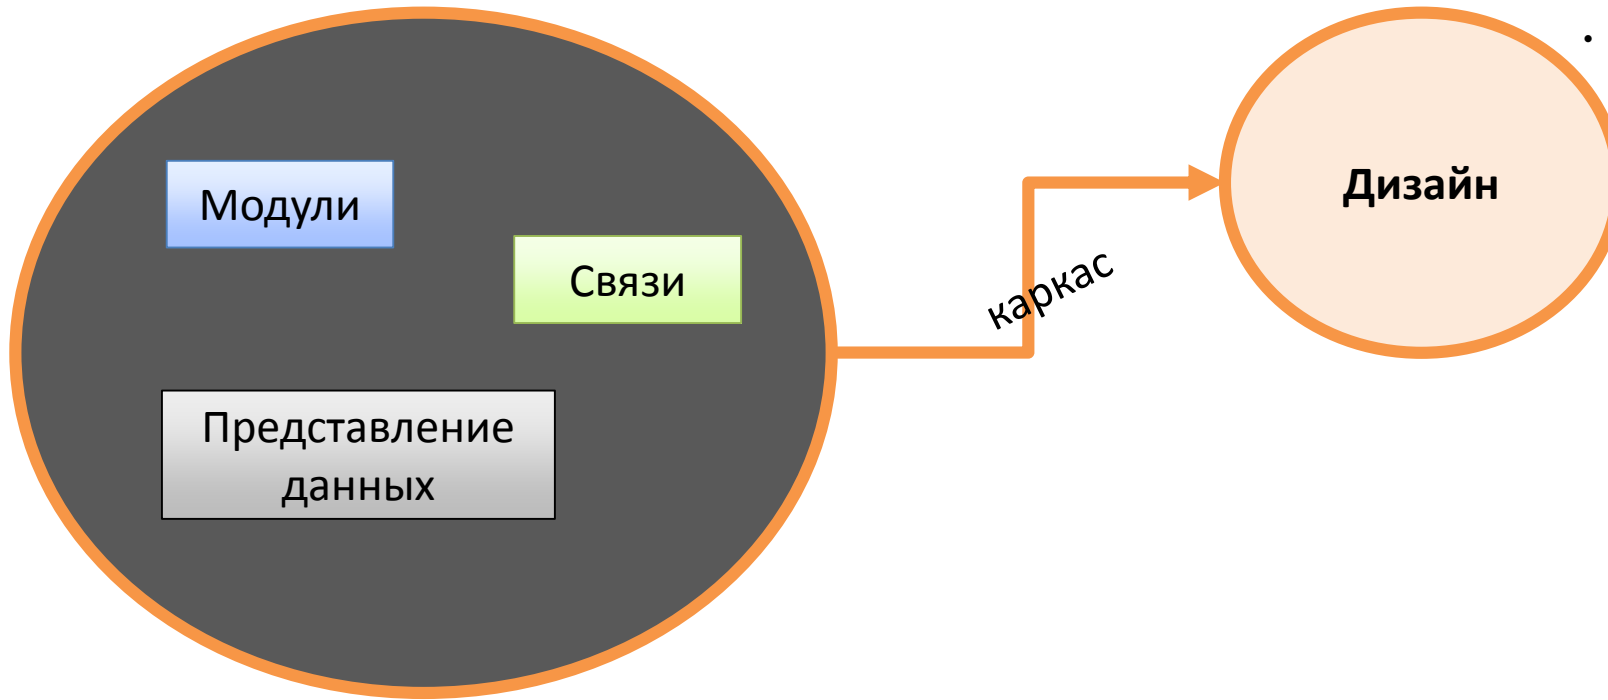 Модули
Связи
Представление
данных
каркас
Дизайн
.